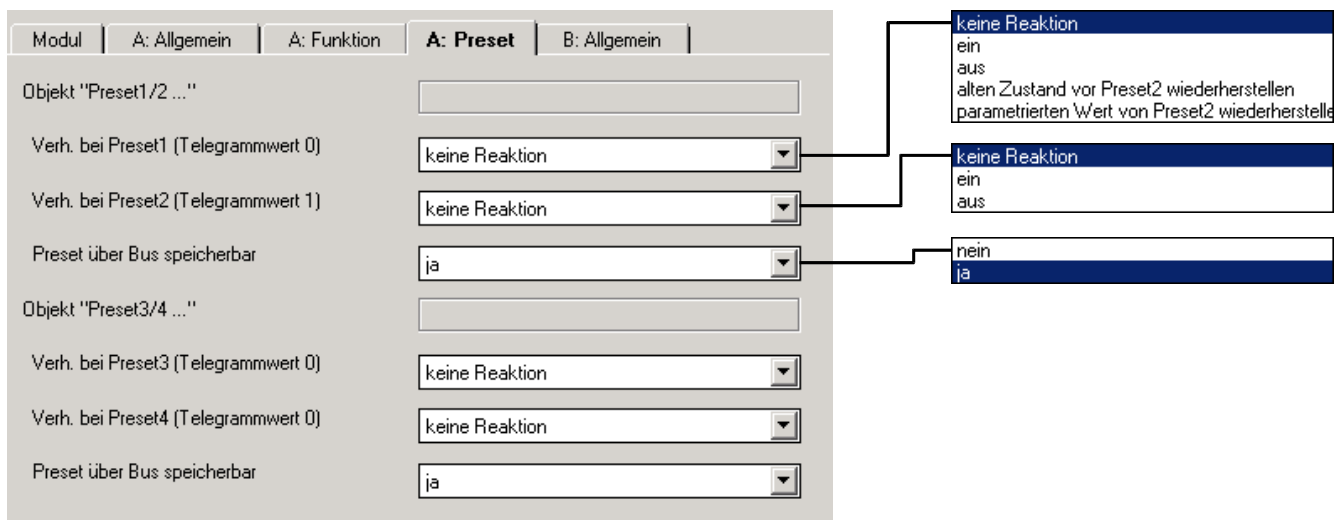 Modul A: Allgemein A: Funktion A: Preset B: Allgemein
Objekt "Preset1/2 ..."
Verh. bei Preset1 (Telegrammwert 0) keine Reaktion
Verh. bei Preset2 (Telegrammwert 1) keine Reaktion
Preset über Bus speicherbar ja
Objekt "Preset3/4 ..."
Verh. bei Preset3 (Telegrammwert 0) keine Reaktion
Verh. bei Preset4 (Telegrammwert 0) keine Reaktion
Preset über Bus speicherbar ja
keine Reaktion
ein
aus
alten Zustand vor Preset2 wiederherstellen
parametrierten Wert von Preset2 wiederherstelle
keine Reaktion
ein
aus
nein
ja